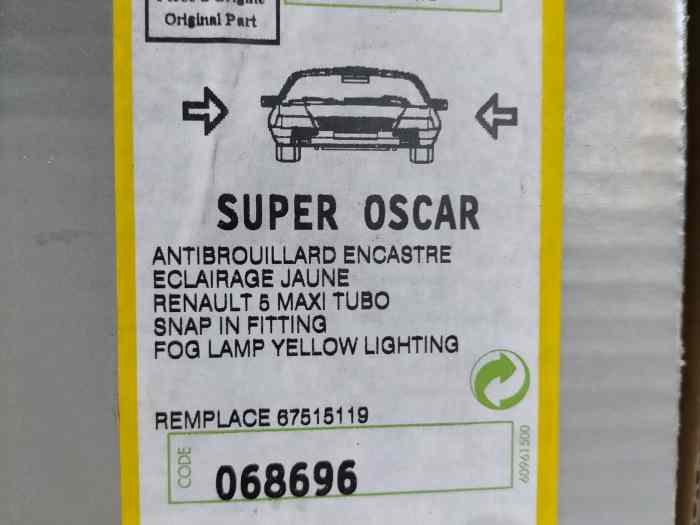 Original Part
SUPER OSCAR
ANTIBROUILLARD ENCASTRE
ECLAIRAGE JAUNE
RENAULT 5 MAXI TUBO
SNAP IN FITTING
FOG LAMP YELLOW LIGHTING
REMPLACE 67515119
CODE
068696
60961500